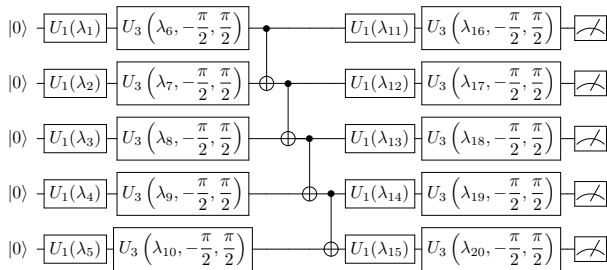 |0⟩ U₁(λ₁) U₃(λ₆, −π/2, π/2) U₁(λ₁₁) U₃(λ₁₆, −π/2, π/2)
|0⟩ U₁(λ₂) U₃(λ₇, −π/2, π/2) U₁(λ₁₂) U₃(λ₁₇, −π/2, π/2)
|0⟩ U₁(λ₃) U₃(λ₈, −π/2, π/2) U₁(λ₁₃) U₃(λ₁₈, −π/2, π/2)
|0⟩ U₁(λ₄) U₃(λ₉, −π/2, π/2) U₁(λ₁₄) U₃(λ₁₉, −π/2, π/2)
|0⟩ U₁(λ₅) U₃(λ₁₀, −π/2, π/2) U₁(λ₁₅) U₃(λ₂₀, −π/2, π/2)